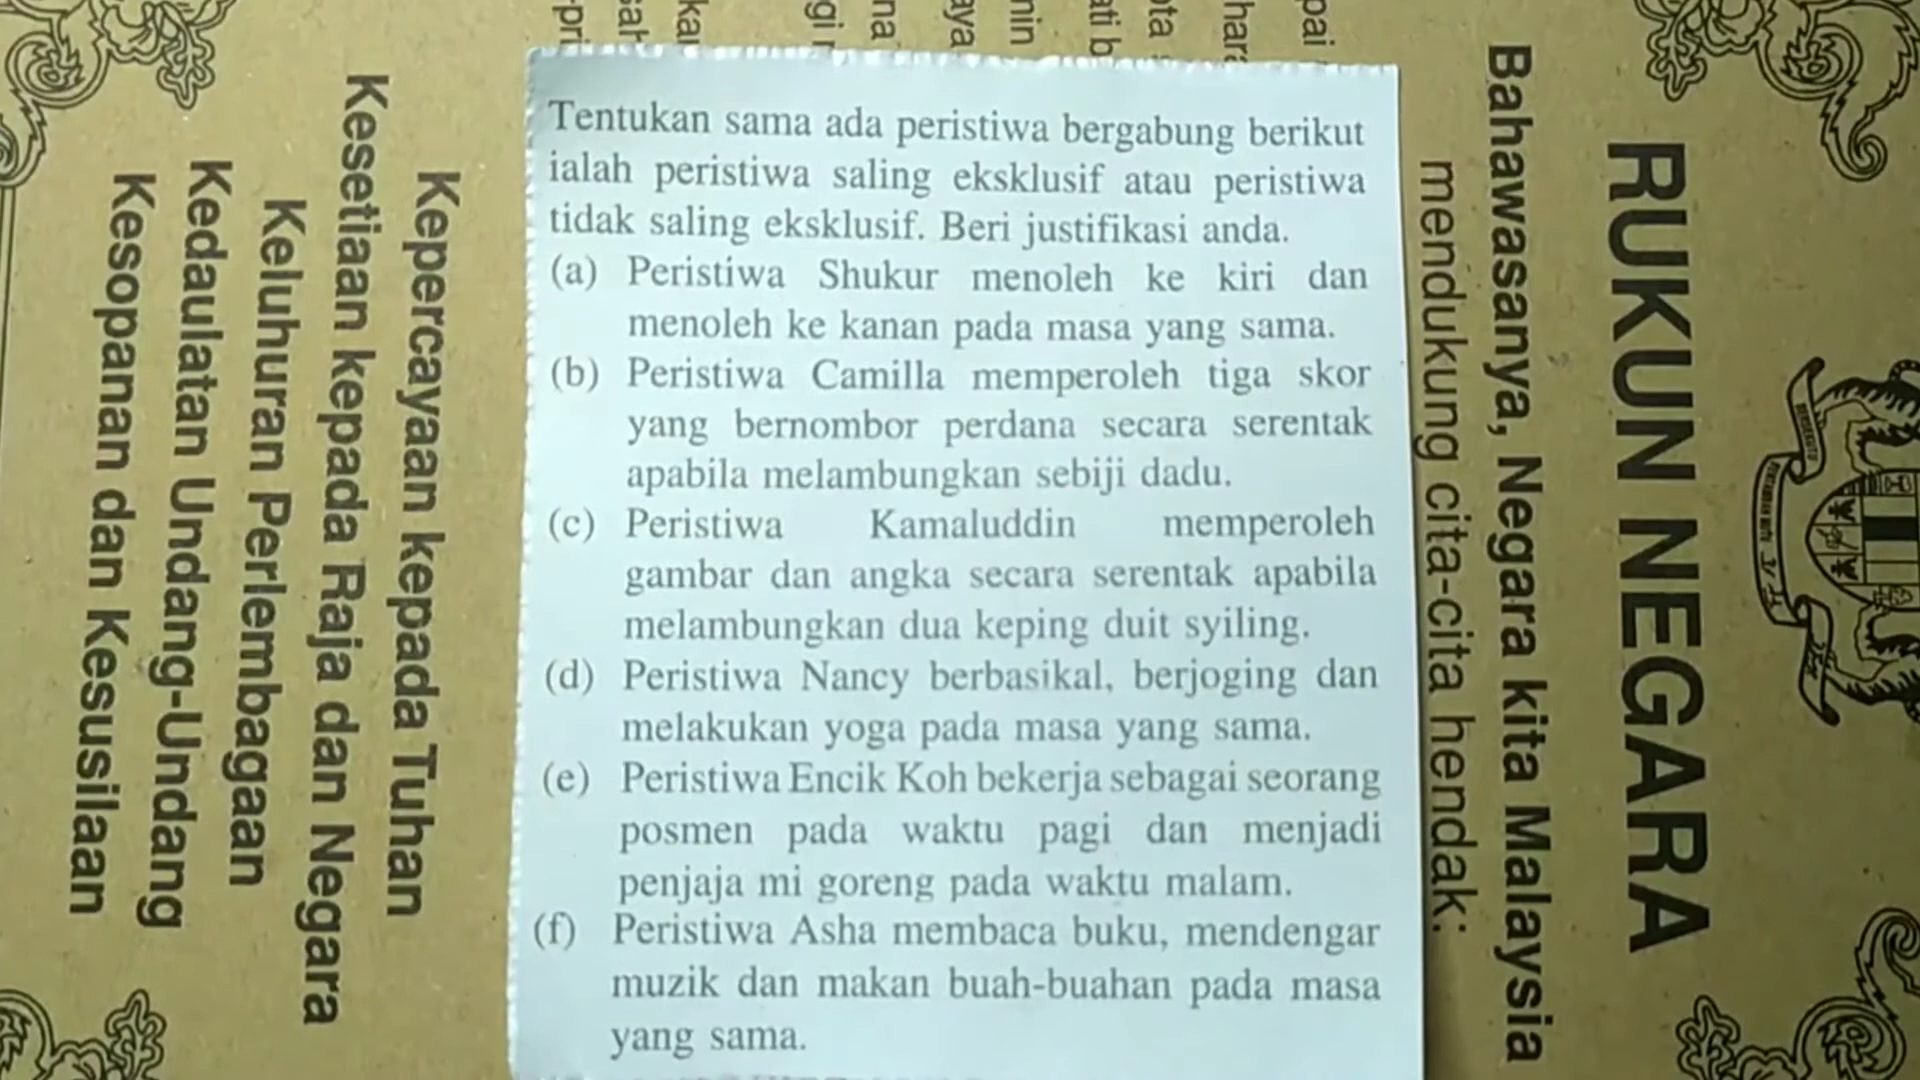 Tentukan sama ada peristiwa bergabung berikut
ialah peristiwa saling eksklusif atau peristiwa
tidak saling eksklusif. Beri justifikasi anda.
(a) Peristiwa Shukur menoleh ke kiri dan
menoleh ke kanan pada masa yang sama.
(b) Peristiwa Camilla memperoleh tiga skor
yang bernombor perdana secara serentak
apabila melambungkan sebiji dadu.
(c) Peristiwa Kamaluddin memperoleh
gambar dan angka secara serentak apabila
melambungkan dua keping duit syiling.
(d) Peristiwa Nancy berbasikal, berjoging dan
melakukan yoga pada masa yang sama.
(e) Peristiwa Encik Koh bekerja sebagai seorang
posmen pada waktu pagi dan menjadi
penjaja mi goreng pada waktu malam.
(f) Peristiwa Asha membaca buku, mendengar
muzik dan makan buah-buahan pada masa
yang sama.
RUKUN NEGARA
Bahawasanya, Negara kita Malaysia
mendukung cita-cita hendak:
Kepercayaan kepada Tuhan
Kesetiaan kepada Raja dan Negara
Keluhuran Perlembagaan
Kedaulatan Undang-Undang
Kesopanan dan Kesusilaan